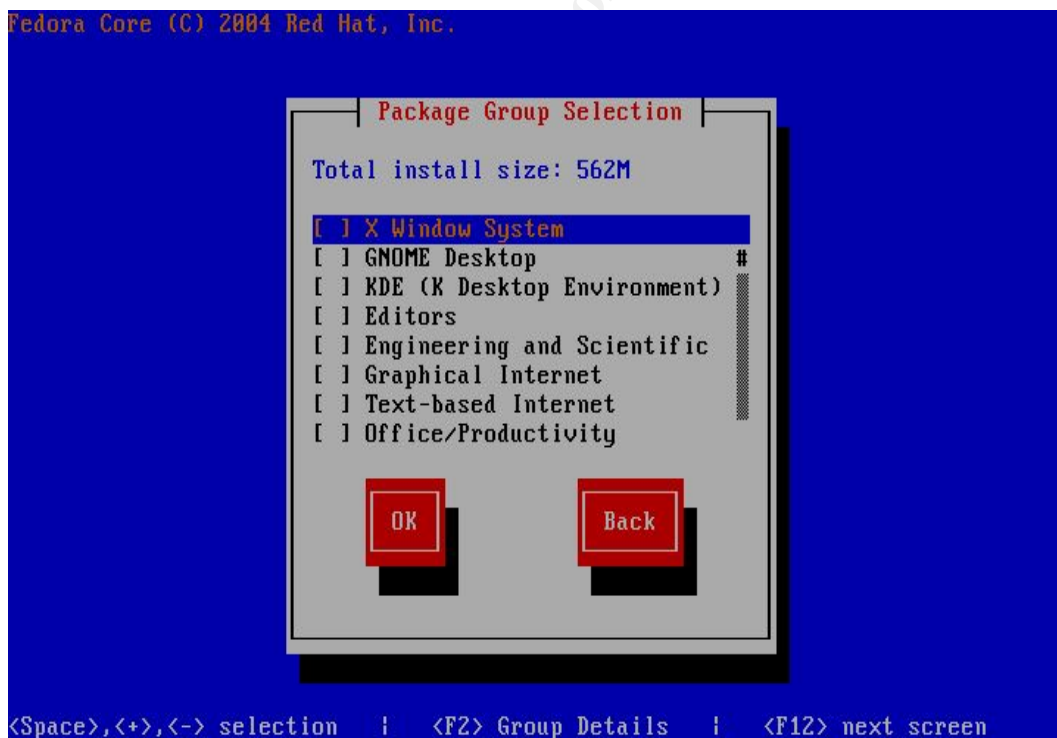 Fedora Core (C) 2004 Red Hat, Inc.
Package Group Selection
Total install size: 562M
[ ] X Window System
[ ] GNOME Desktop #
[ ] KDE (K Desktop Environment)
[ ] Editors
[ ] Engineering and Scientific
[ ] Graphical Internet
[ ] Text-based Internet
[ ] Office/Productivity
OK Back
<Space>,<+>,<-> selection | <F2> Group Details | <F12> next screen